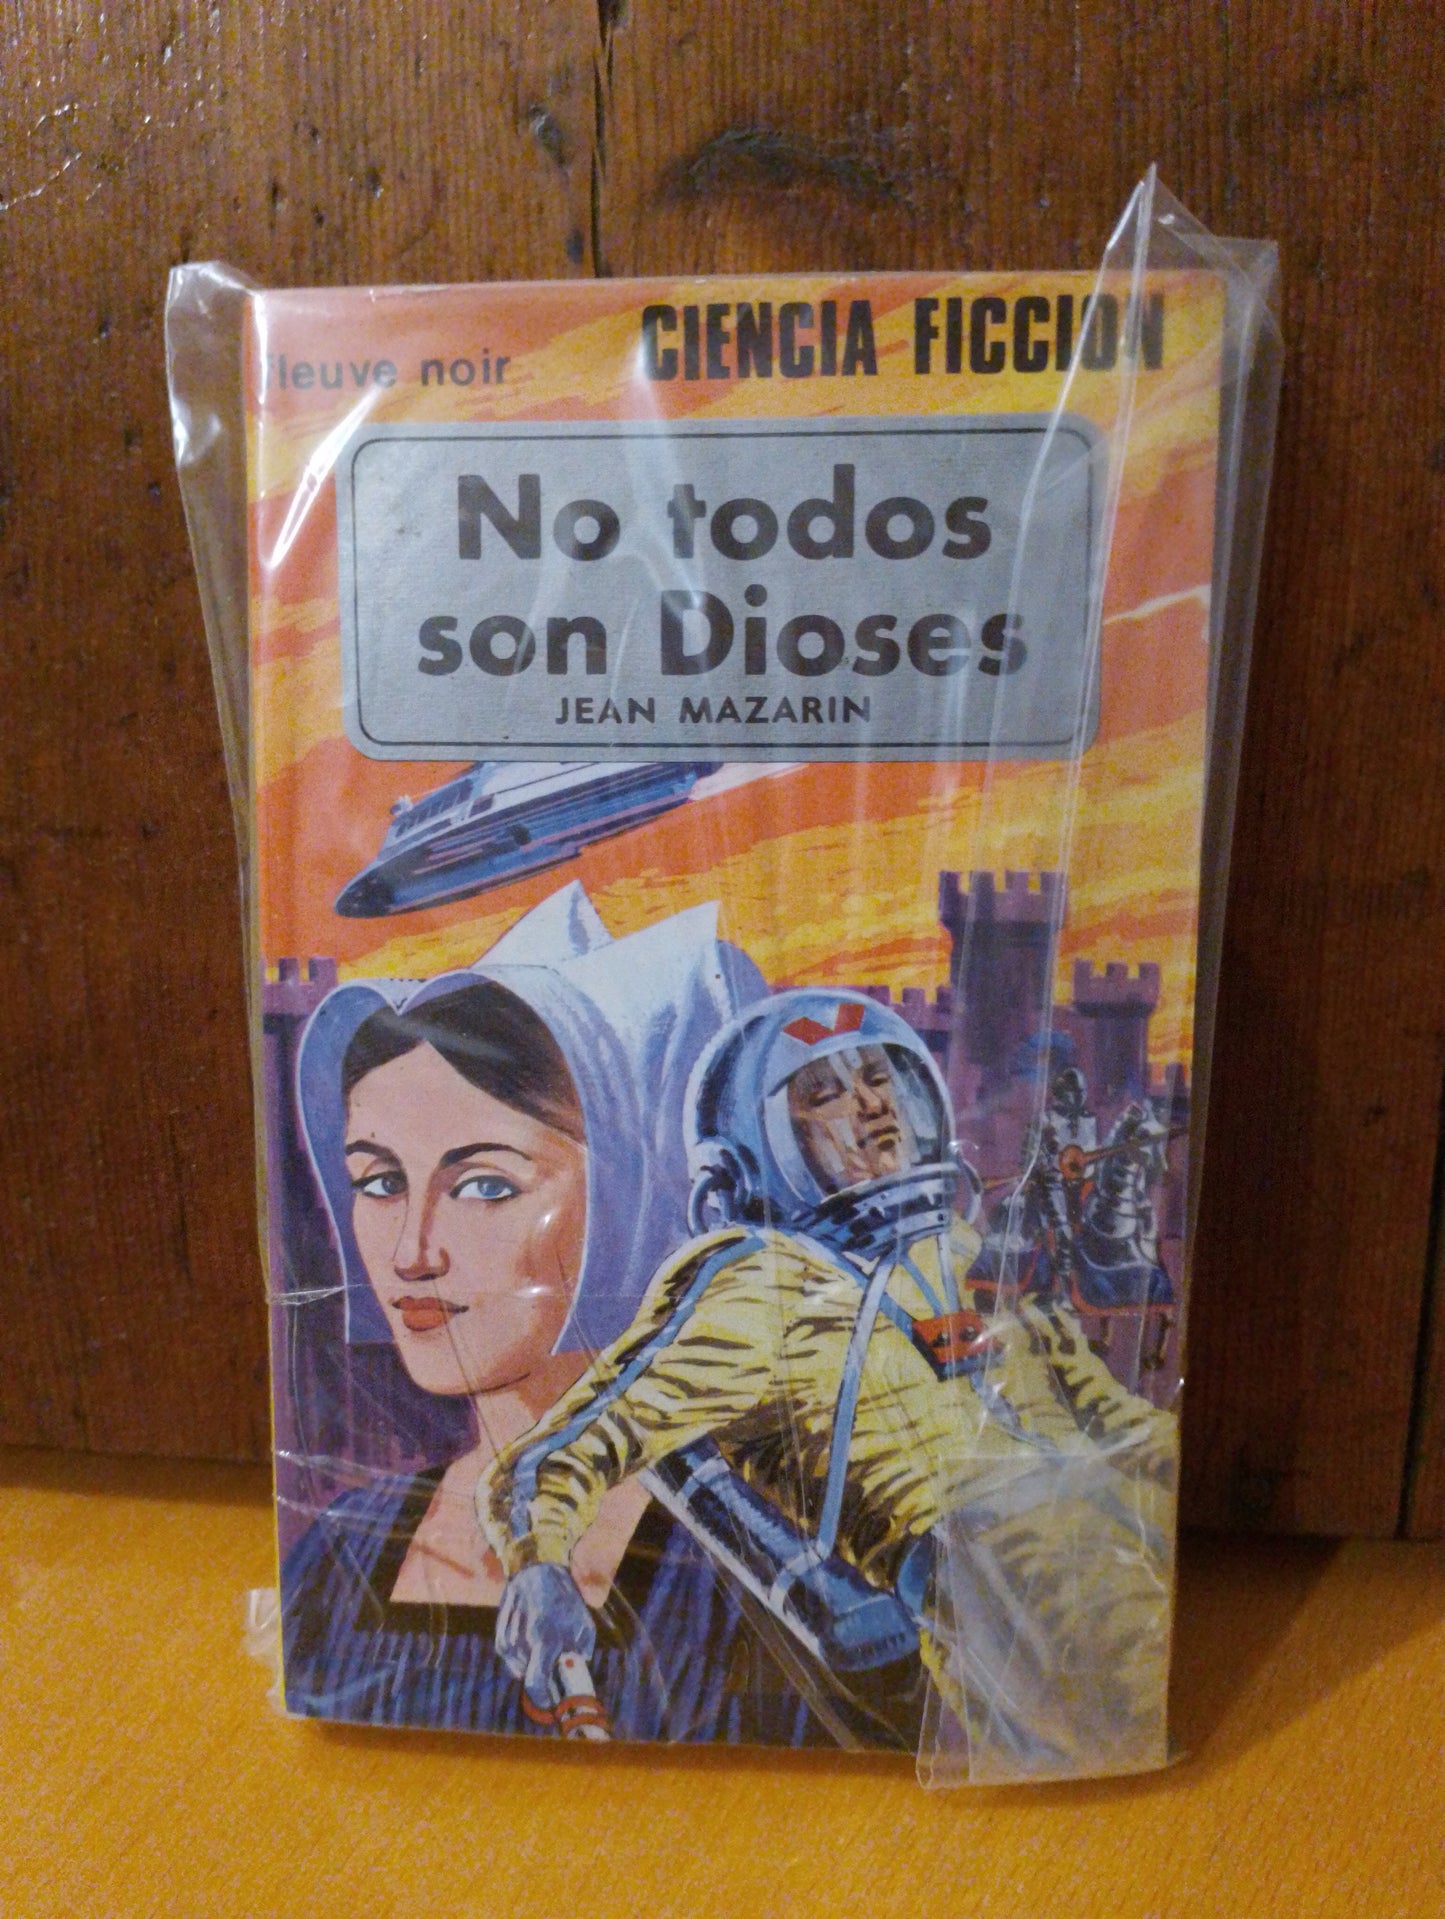 fleuve noir
CIENCIA FICCION
No todos
son Dioses
JEAN MAZARIN